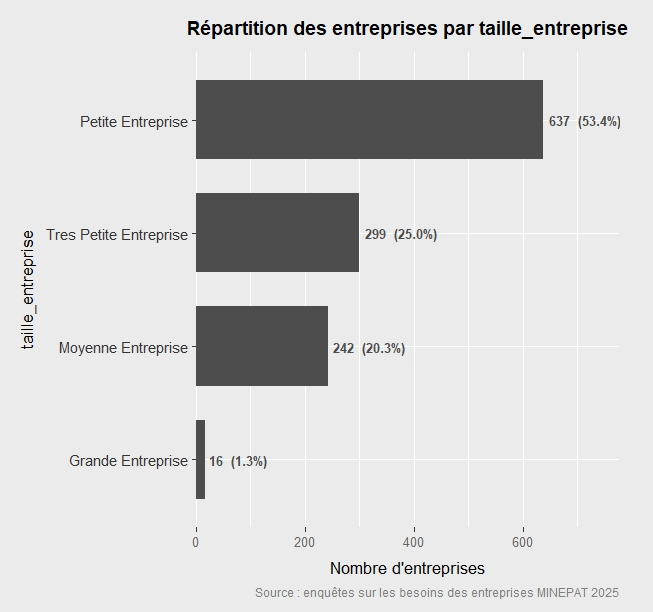 Répartition des entreprises par taille_entreprise
Petite Entreprise
637 (53.4%)
Tres Petite Entreprise
299 (25.0%)
Moyenne Entreprise
242 (20.3%)
Grande Entreprise
16 (1.3%)
taille_entreprise
0 200 400 600
Nombre d'entreprises
Source : enquêtes sur les besoins des entreprises MINEPAT 2025